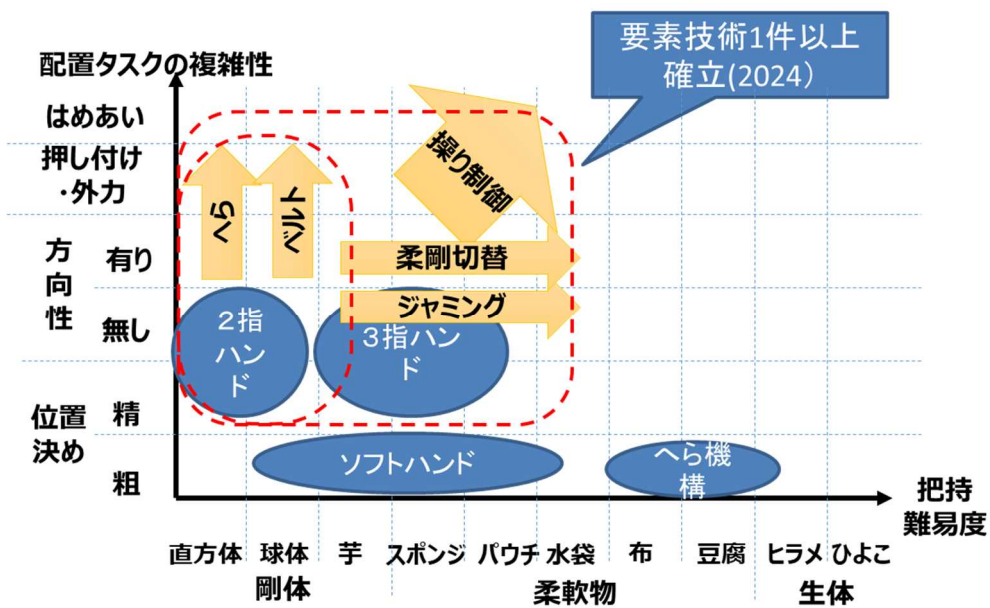 要素技術1件以上
確立(2024）
配置タスクの複雑性
はめあい
押し付け
・外力
方向性
有り
無し
位置
決め
精
粗
へら
ベルト
操り制御
柔剛切替
ジャミング
２指
ハン
ド
３指ハン
ド
ソフトハンド
へら機
構
把持
難易度
直方体
球体
芋
スポンジ
パウチ
水袋
布
豆腐
ヒラメ
ひよこ
剛体
柔軟物
生体